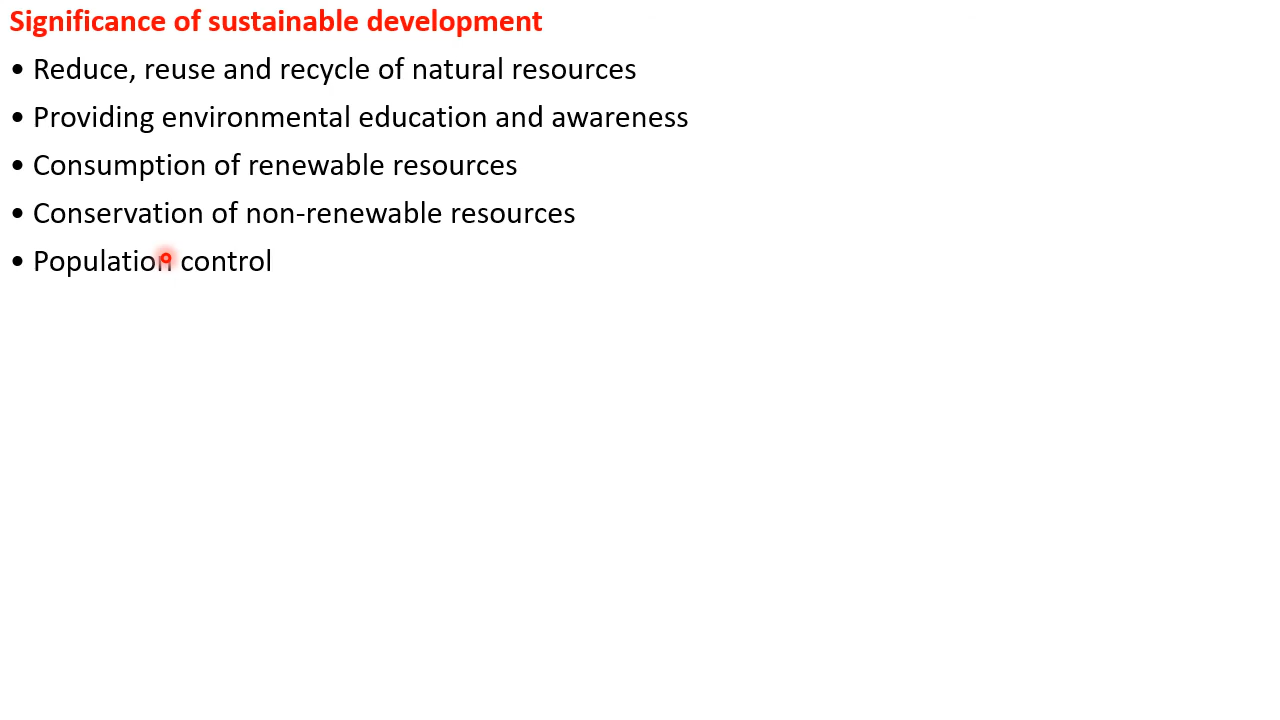 Significance of sustainable development
• Reduce, reuse and recycle of natural resources
• Providing environmental education and awareness
• Consumption of renewable resources
• Conservation of non-renewable resources
• Population control